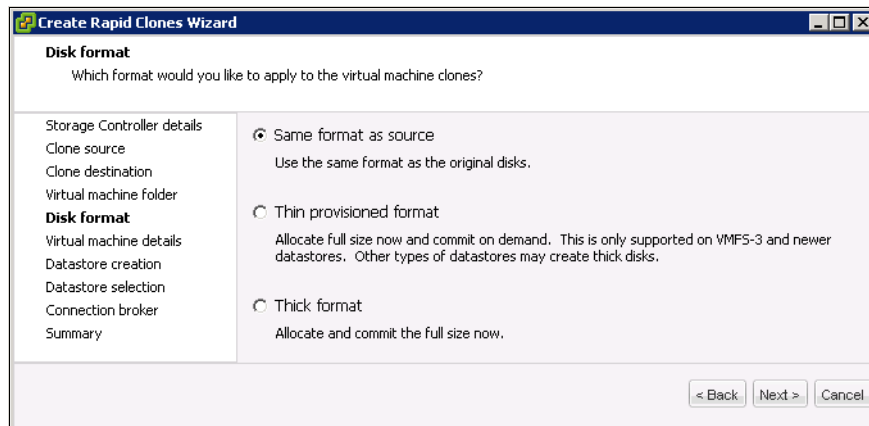 Create Rapid Clones Wizard
Disk format
Which format would you like to apply to the virtual machine clones?
Storage Controller details
Clone source
Clone destination
Virtual machine folder
Disk format
Virtual machine details
Datastore creation
Datastore selection
Connection broker
Summary
Same format as source
Use the same format as the original disks.
Thin provisioned format
Allocate full size now and commit on demand.  This is only supported on VMFS-3 and newer
datastores.  Other types of datastores may create thick disks.
Thick format
Allocate and commit the full size now.
< Back
Next >
Cancel